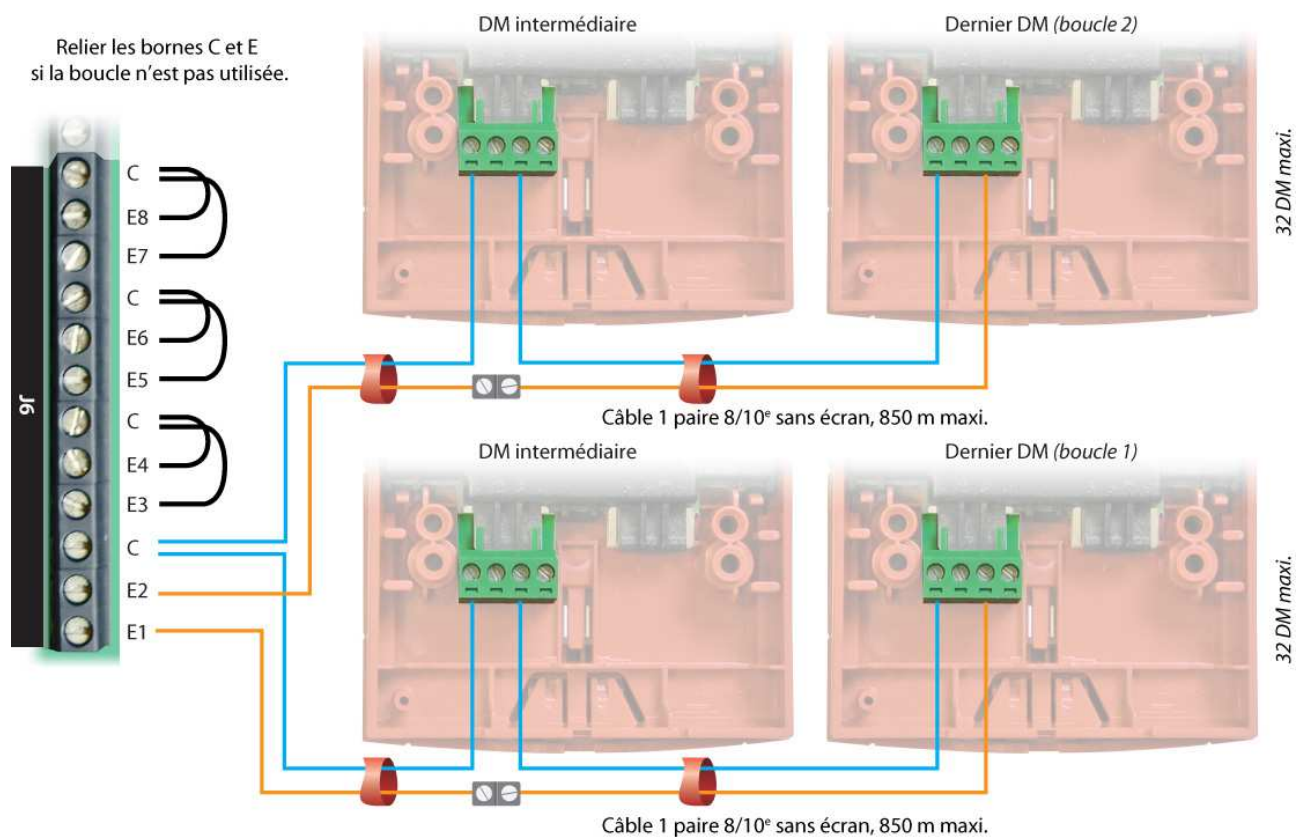 Relier les bornes C et E
si la boucle n’est pas utilisée.
DM intermédiaire
Dernier DM (boucle 2)
32 DM maxi.
J6
C
E8
E7
C
E6
E5
C
E4
E3
C
E2
E1
Câble 1 paire 8/10e sans écran, 850 m maxi.
DM intermédiaire
Dernier DM (boucle 1)
32 DM maxi.
Câble 1 paire 8/10e sans écran, 850 m maxi.